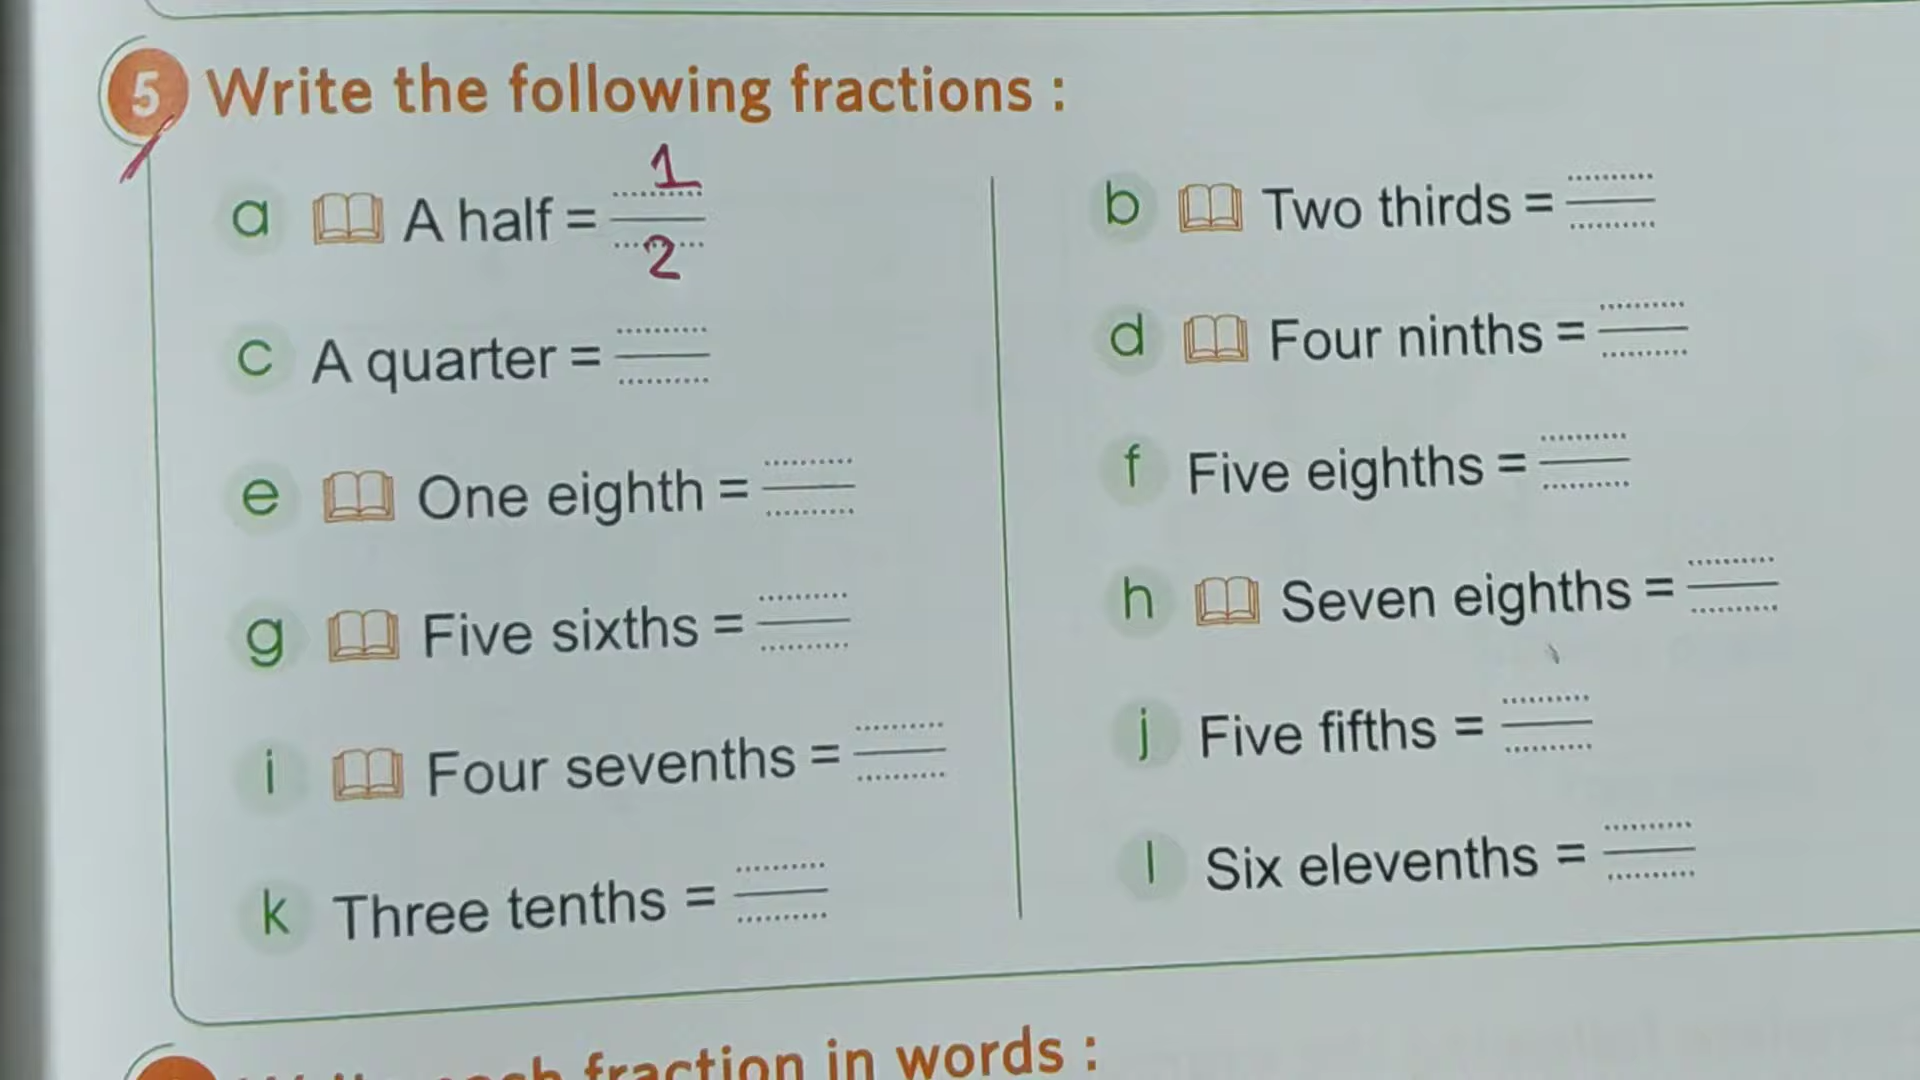 5 Write the following fractions :
a A half = 1/2
b Two thirds = ..........
..........
c A quarter = ..........
..........
d Four ninths = ..........
..........
e One eighth = ..........
..........
f Five eighths = ..........
..........
g Five sixths = ..........
..........
h Seven eighths = ..........
..........
i Four sevenths = ..........
..........
j Five fifths = ..........
..........
k Three tenths = ..........
..........
l Six elevenths = ..........
..........
fraction in words :